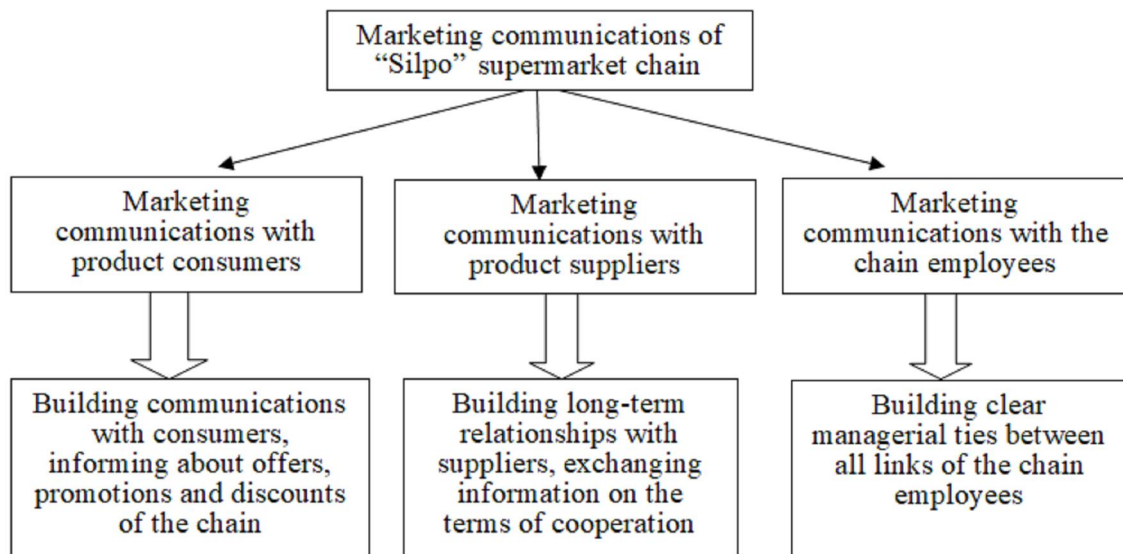 Marketing communications of
“Silpo” supermarket chain
Marketing
communications with
product consumers
Marketing
communications with
product suppliers
Marketing
communications with the
chain employees
Building communications
with consumers,
informing about offers,
promotions and discounts
of the chain
Building long-term
relationships with
suppliers, exchanging
information on the
terms of cooperation
Building clear
managerial ties between
all links of the chain
employees